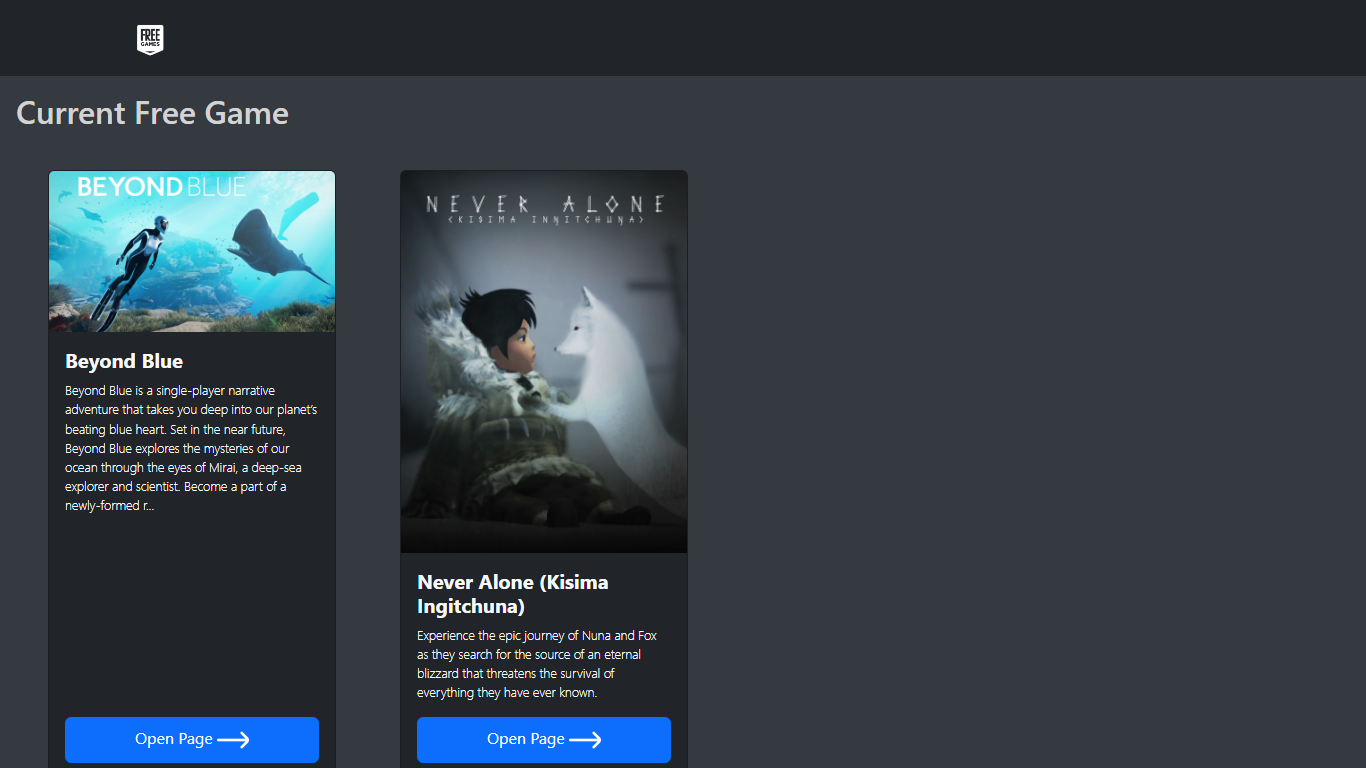 FREE
GAMES
Current Free Game
BEYOND BLUE
Beyond Blue
Beyond Blue is a single-player narrative
adventure that takes you deep into our planet’s
beating blue heart. Set in the near future,
Beyond Blue explores the mysteries of our
ocean through the eyes of Mirai, a deep-sea
explorer and scientist. Become a part of a
newly-formed r...
Open Page
NEVER ALONE
(KISIMA INŊITCHUŊA)
Never Alone (Kisima
Ingitchuna)
Experience the epic journey of Nuna and Fox
as they search for the source of an eternal
blizzard that threatens the survival of
everything they have ever known.
Open Page